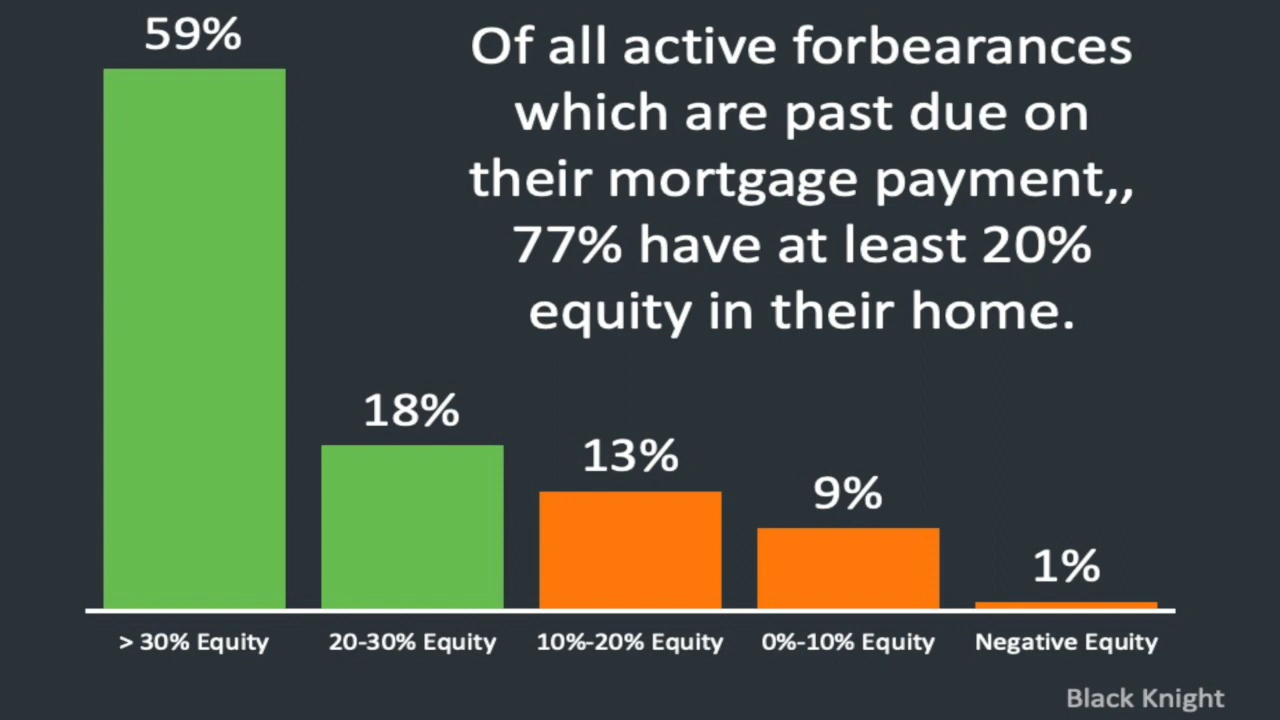 59%
Of all active forbearances
which are past due on
their mortgage payment,,
77% have at least 20%
equity in their home.
18%
13%
9%
1%
> 30% Equity
20-30% Equity
10%-20% Equity
0%-10% Equity
Negative Equity
Black Knight